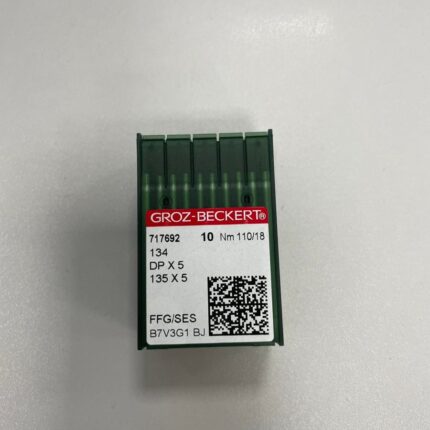 GROZ-BECKERT®
717692 10 Nm 110/18
134
DP X 5
135 X 5
FFG/SES
B7V3G1 BJ